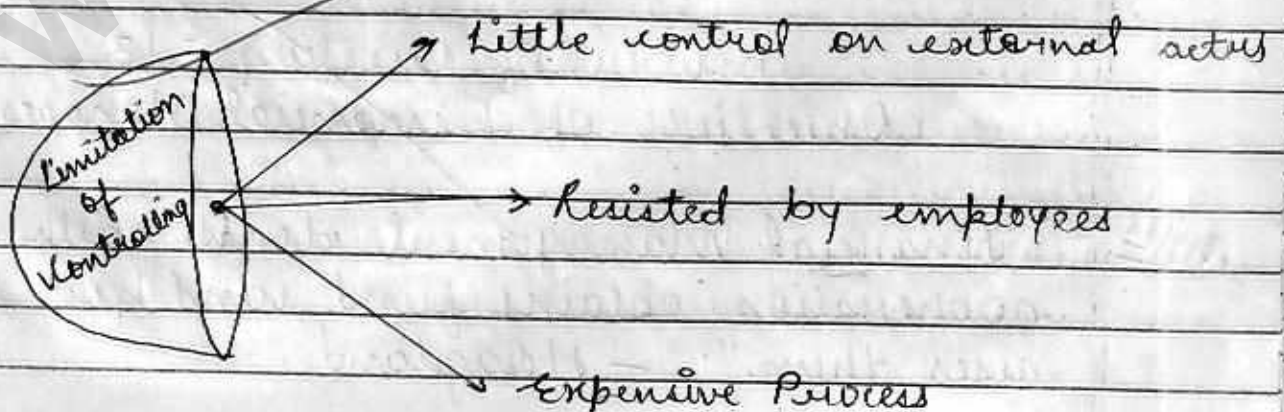 Little control on external actus
Limitation
of
Controlling
Resisted by employees
Expensive Process